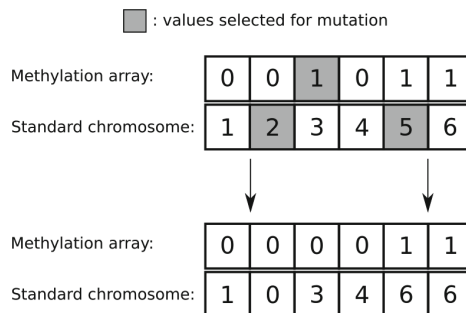 : values selected for mutation
Methylation array: 0 0 1 0 1 1
Standard chromosome: 1 2 3 4 5 6
Methylation array: 0 0 0 0 1 1
Standard chromosome: 1 0 3 4 6 6